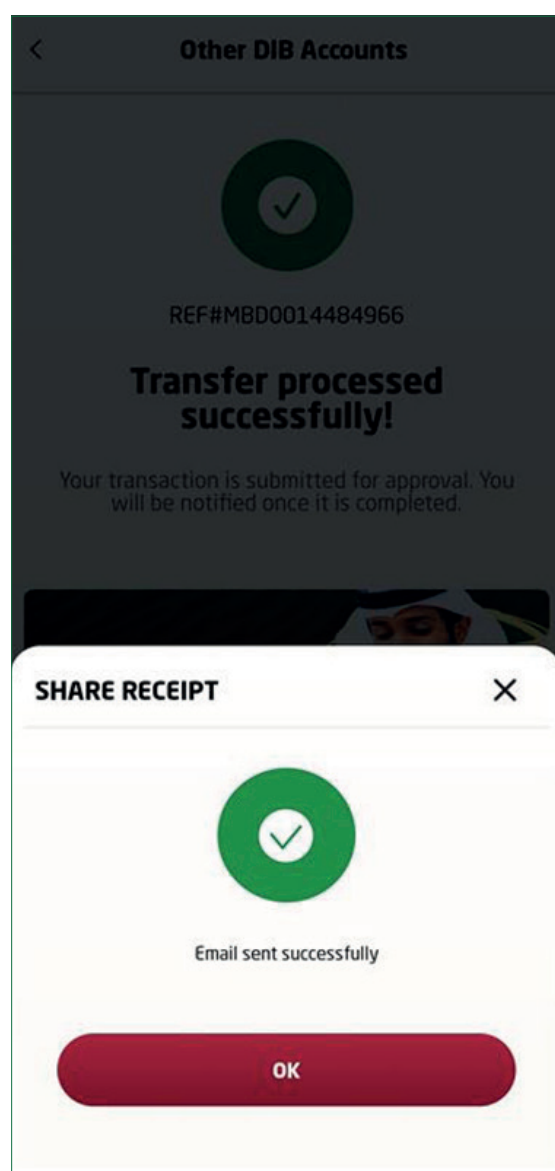 Other DIB Accounts
REF#MBD0014484966
Transfer processed
successfully!
Your transaction is submitted for approval. You
will be notified once it is completed.
SHARE RECEIPT
Email sent successfully
OK